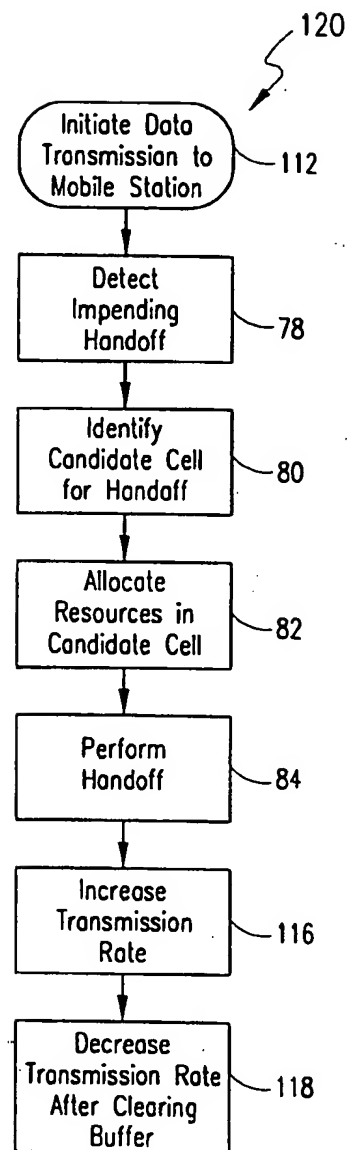 120
Initiate Data
Transmission to
Mobile Station
112
Detect
Impending
Handoff
78
Identify
Candidate Cell
for Handoff
80
Allocate
Resources in
Candidate Cell
82
Perform
Handoff
84
Increase
Transmission
Rate
116
Decrease
Transmission Rate
After Clearing
Buffer
118